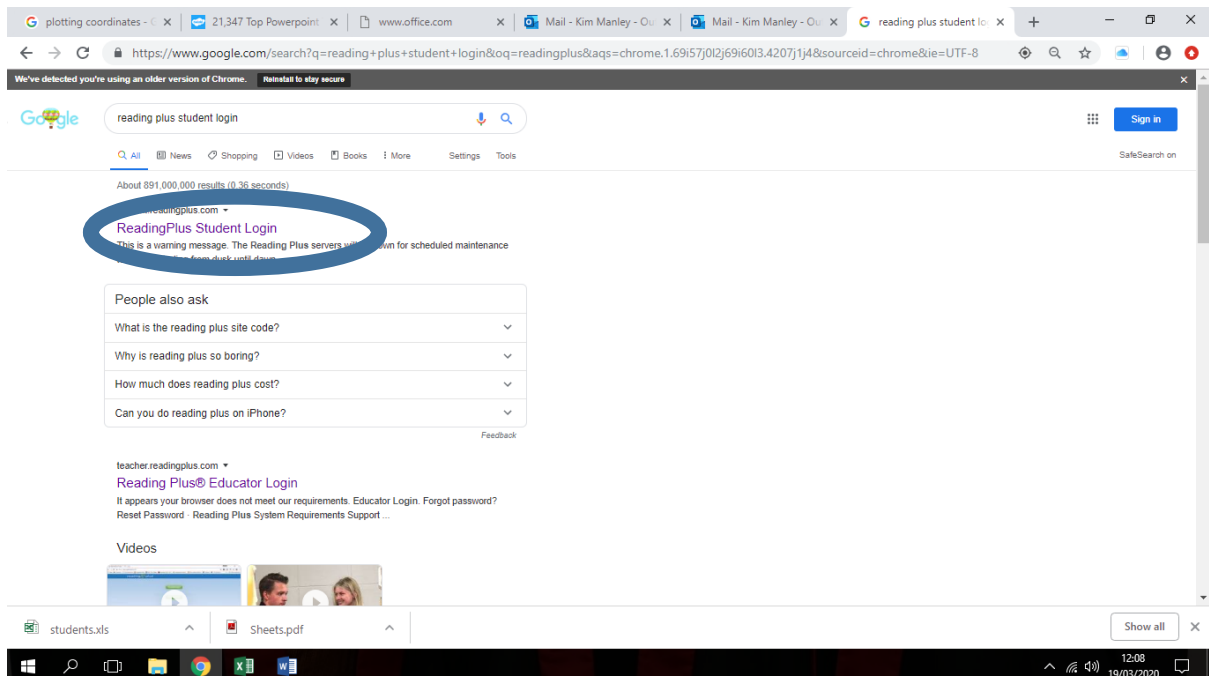 plotting coordinates - G
21,347 Top Powerpoint
www.office.com
Mail - Kim Manley - Ou
Mail - Kim Manley - Ou
reading plus student lo
https://www.google.com/search?q=reading+plus+student+login&oq=readingplus&aqs=chrome.1.69i57j0l2j69i60l3.4207j1j4&sourceid=chrome&ie=UTF-8
We've detected you're using an older version of Chrome. Reinstall to stay secure
Google
reading plus student login
Sign in
All News Shopping Videos Books More Settings Tools
SafeSearch on
About 891,000,000 results (0.36 seconds)
readingplus.com
ReadingPlus Student Login
This is a warning message. The Reading Plus servers down for scheduled maintenance
from dusk until dawn
People also ask
What is the reading plus site code?
Why is reading plus so boring?
How much does reading plus cost?
Can you do reading plus on iPhone?
Feedback
teacher.readingplus.com
Reading Plus® Educator Login
It appears your browser does not meet our requirements. Educator Login. Forgot password?
Reset Password · Reading Plus System Requirements Support ...
Videos
students.xls
Sheets.pdf
Show all
12:08
19/03/2020